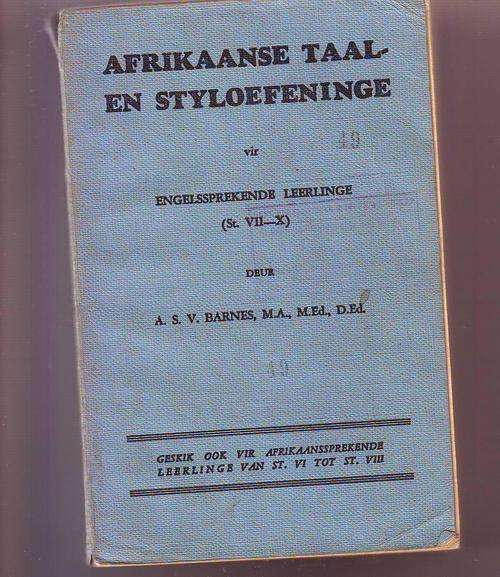 AFRIKAANSE TAAL-
EN STYLOEFENINGE
49
vir
ENGELSSPREKENDE LEERLINGE
(St. VII—X)
DEUR
A. S. V. BARNES, M.A., M.Ed., D.Ed.
49
GESKIK OOK VIR AFRIKAANSSPREKENDE
LEERLINGE VAN ST. VI TOT ST. VIII